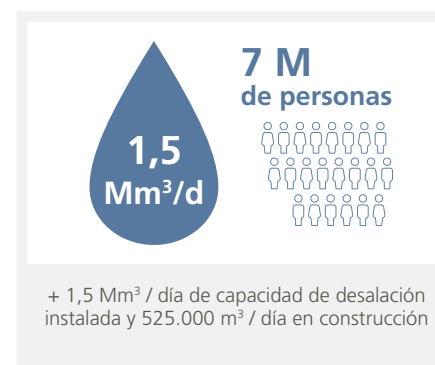 7 M
de personas
1,5
Mm³/d
+ 1,5 Mm³ / día de capacidad de desalación
instalada y 525.000 m³ / día en construcción